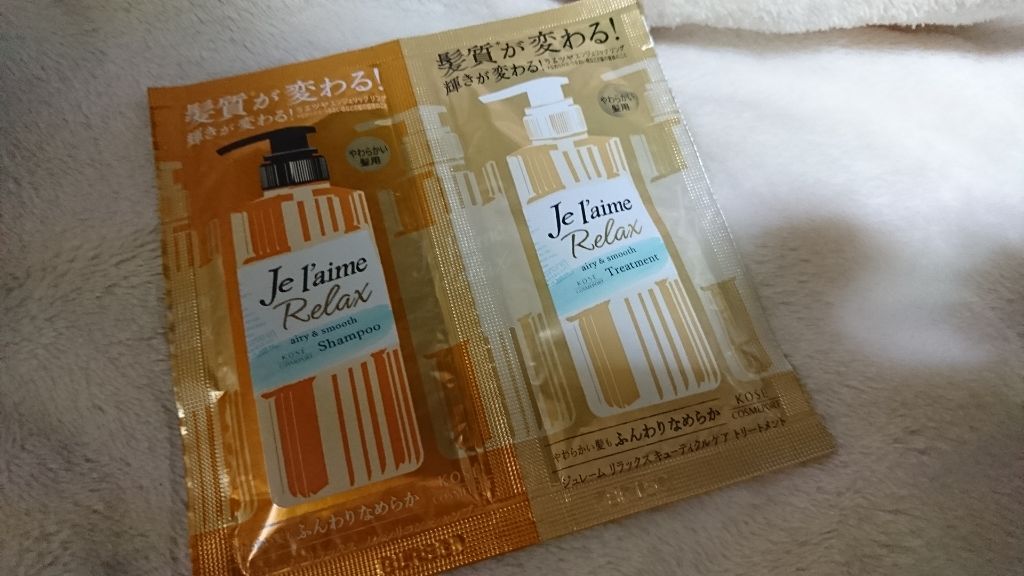 髪質が変わる!
輝きが変わる!
やわらかい
髪用
Je l'aime
Relax
airy & smooth
Shampoo
KOSÉ
COSMEPORT
ふんわりなめらか
髪質が変わる!
輝きが変わる!
やわらかい
髪用
Je l'aime
Relax
airy & smooth
Treatment
KOSÉ
COSMEPORT
やわらかい髪も ふんわりなめらか
KOSÉ
COSMEPORT
ジュレーム リラックス キューティクルケア トリートメント